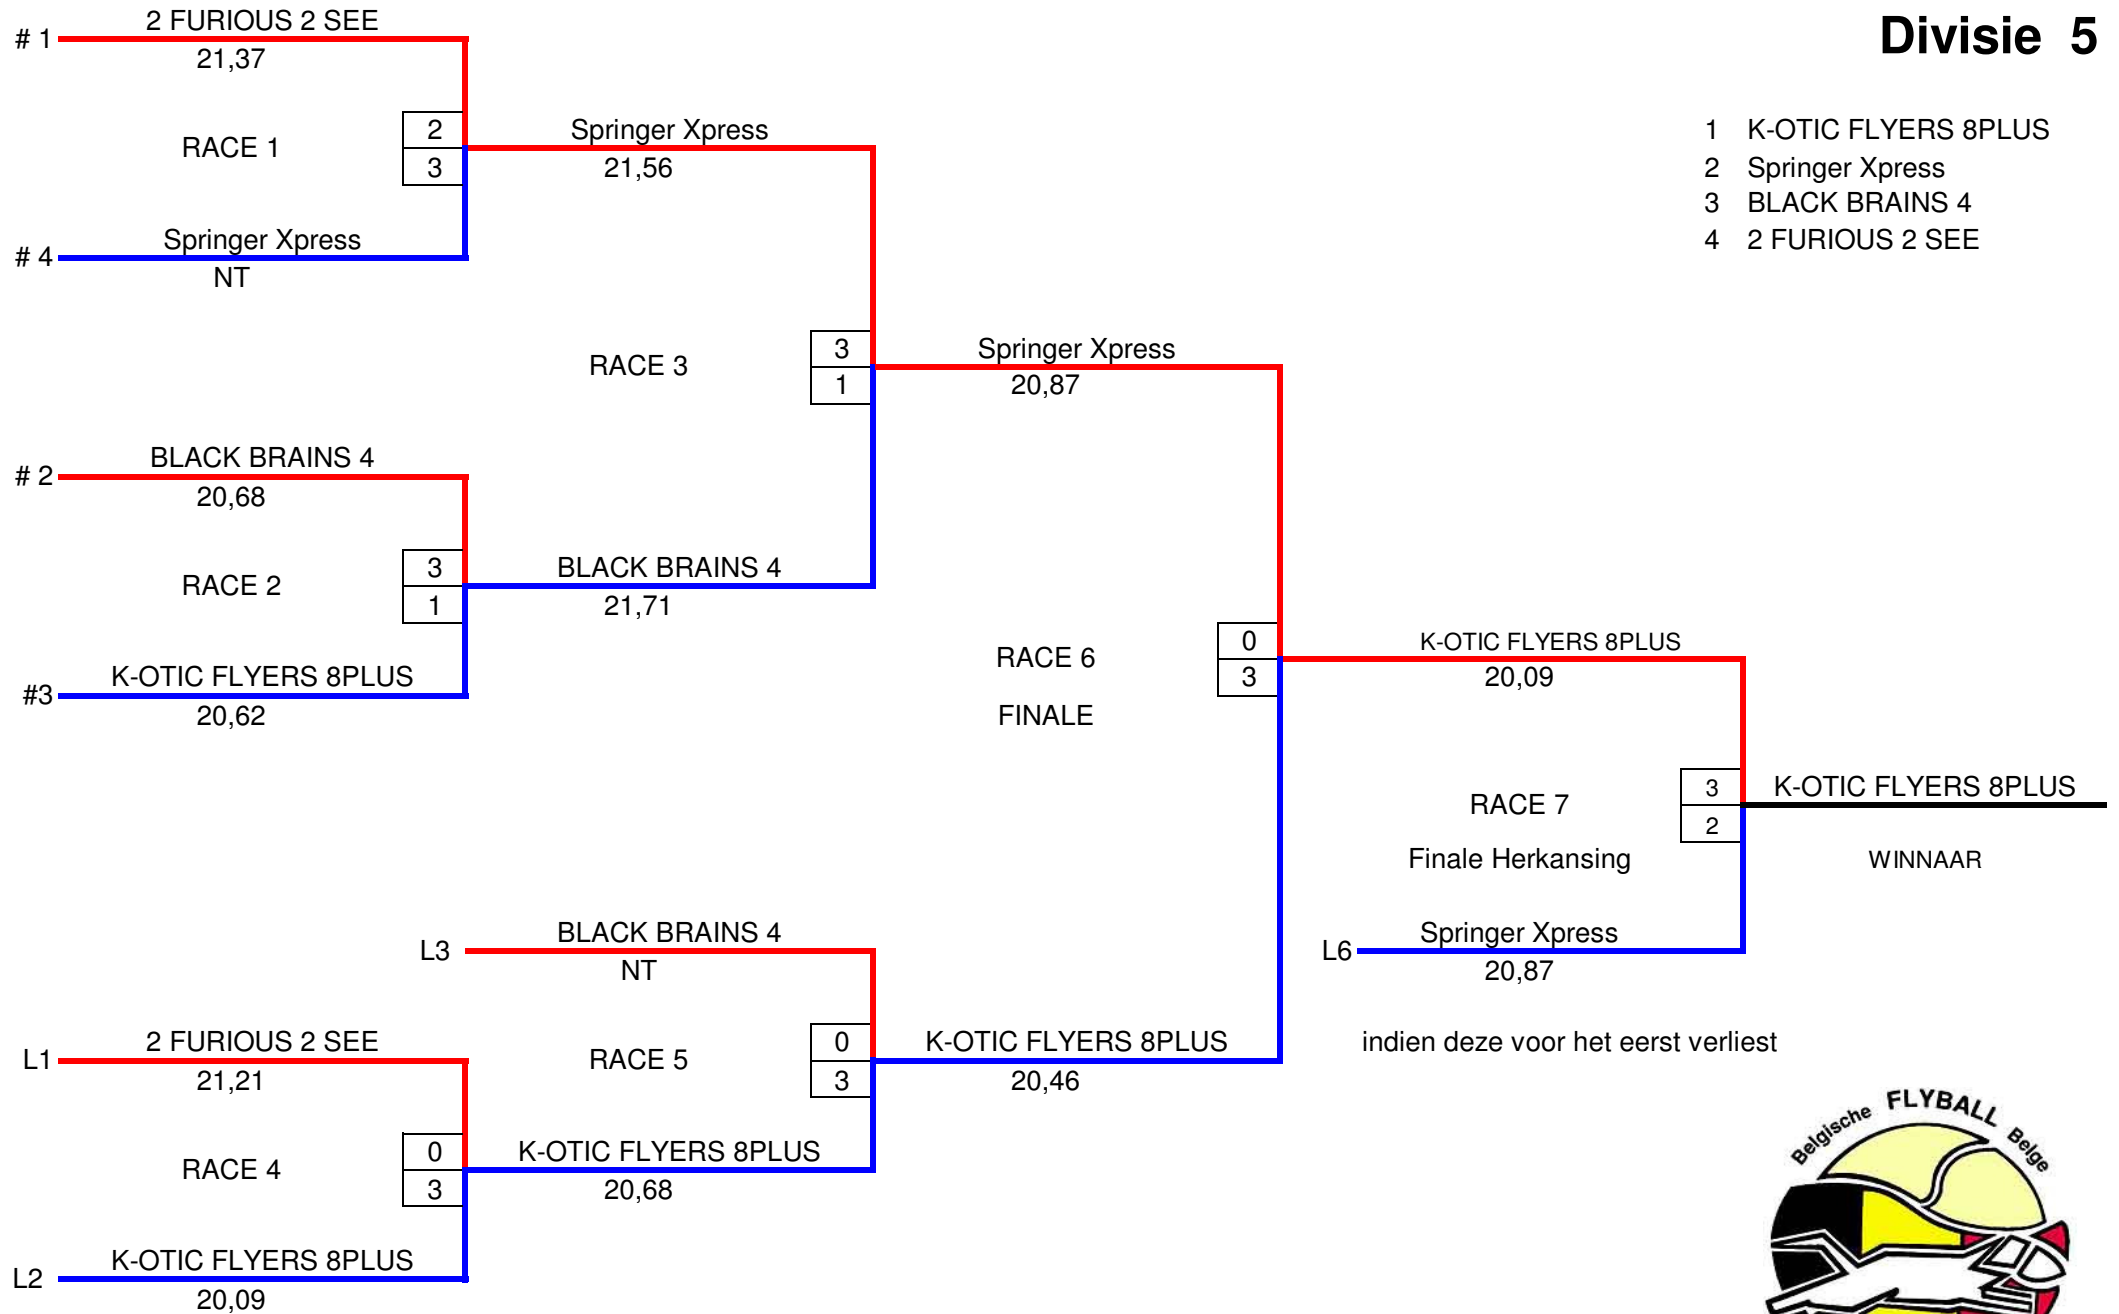 Divisie 5
# 1
2 FURIOUS 2 SEE
21,37
RACE 1
2
3
# 4
Springer Xpress
NT
Springer Xpress
21,56
1 K-OTIC FLYERS 8PLUS
2 Springer Xpress
3 BLACK BRAINS 4
4 2 FURIOUS 2 SEE
RACE 3
3
1
Springer Xpress
20,87
# 2
BLACK BRAINS 4
20,68
RACE 2
3
1
BLACK BRAINS 4
21,71
#3
K-OTIC FLYERS 8PLUS
20,62
RACE 6
0
3
FINALE
K-OTIC FLYERS 8PLUS
20,09
RACE 7
3
2
Finale Herkansing
K-OTIC FLYERS 8PLUS
WINNAAR
L3
BLACK BRAINS 4
NT
L6
Springer Xpress
20,87
indien deze voor het eerst verliest
L1
2 FURIOUS 2 SEE
21,21
RACE 5
0
3
K-OTIC FLYERS 8PLUS
20,46
RACE 4
0
3
K-OTIC FLYERS 8PLUS
20,68
L2
K-OTIC FLYERS 8PLUS
20,09
Belgische FLYBALL Belge